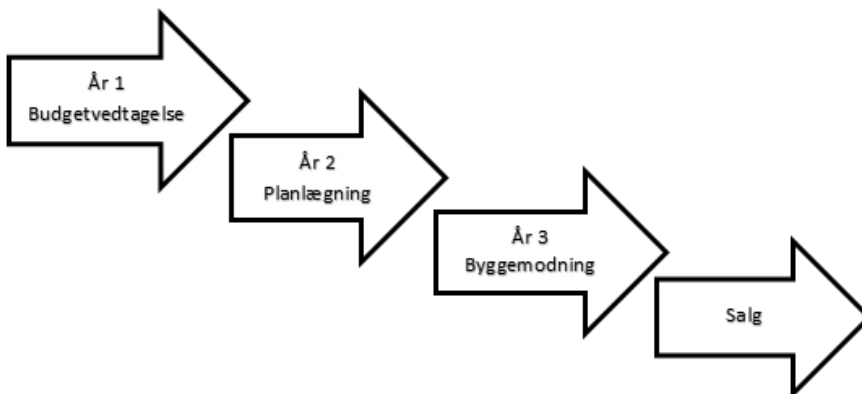 År 1
Budgetvedtagelse
År 2
Planlægning
År 3
Byggemodning
Salg